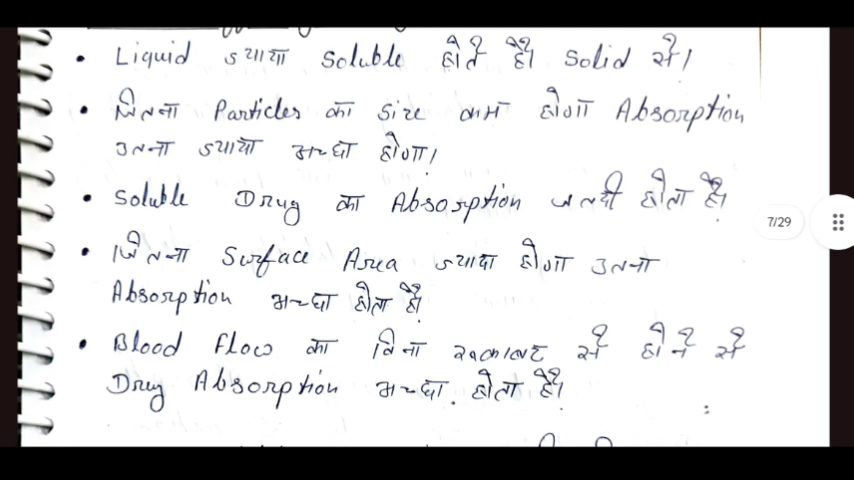 • Liquid ज्यादा soluble होते है। Solid से।
• जितना Particles का size कम होगा Absorption
उतना ज्यादा अच्छा होगा।
• Soluble Drug का Absorption जल्दी होता है।
7/29
• जितना Surface Area ज्यादा होगा उतना
Absorption अच्छा होता है।
• Blood flow का बिना रुकावट से होने से
Drug Absorption अच्छा होता है।